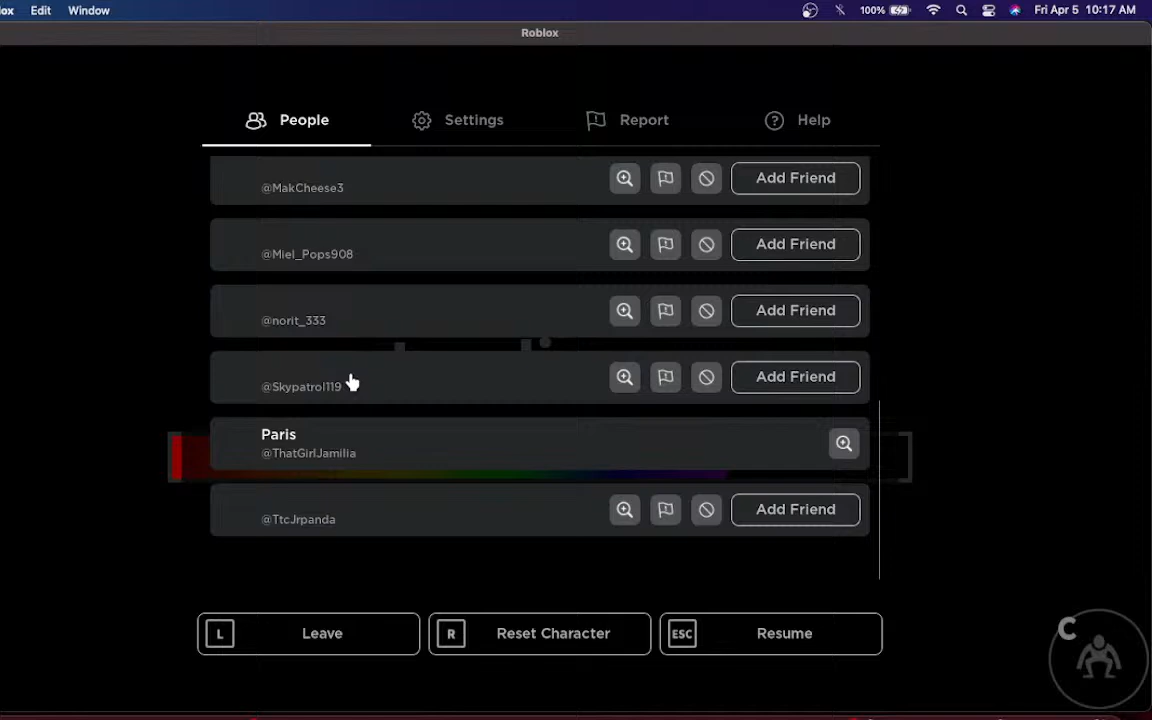 lox Edit Window 100% Fri Apr 5 10:17 AM
Roblox
People Settings Report Help
@MakCheese3 Add Friend
@Miel_Pops908 Add Friend
@norit_333 Add Friend
@Skypatrol119 Add Friend
Paris
@ThatGirlJamilia
@TtcJrpanda Add Friend
L Leave R Reset Character ESC Resume
C